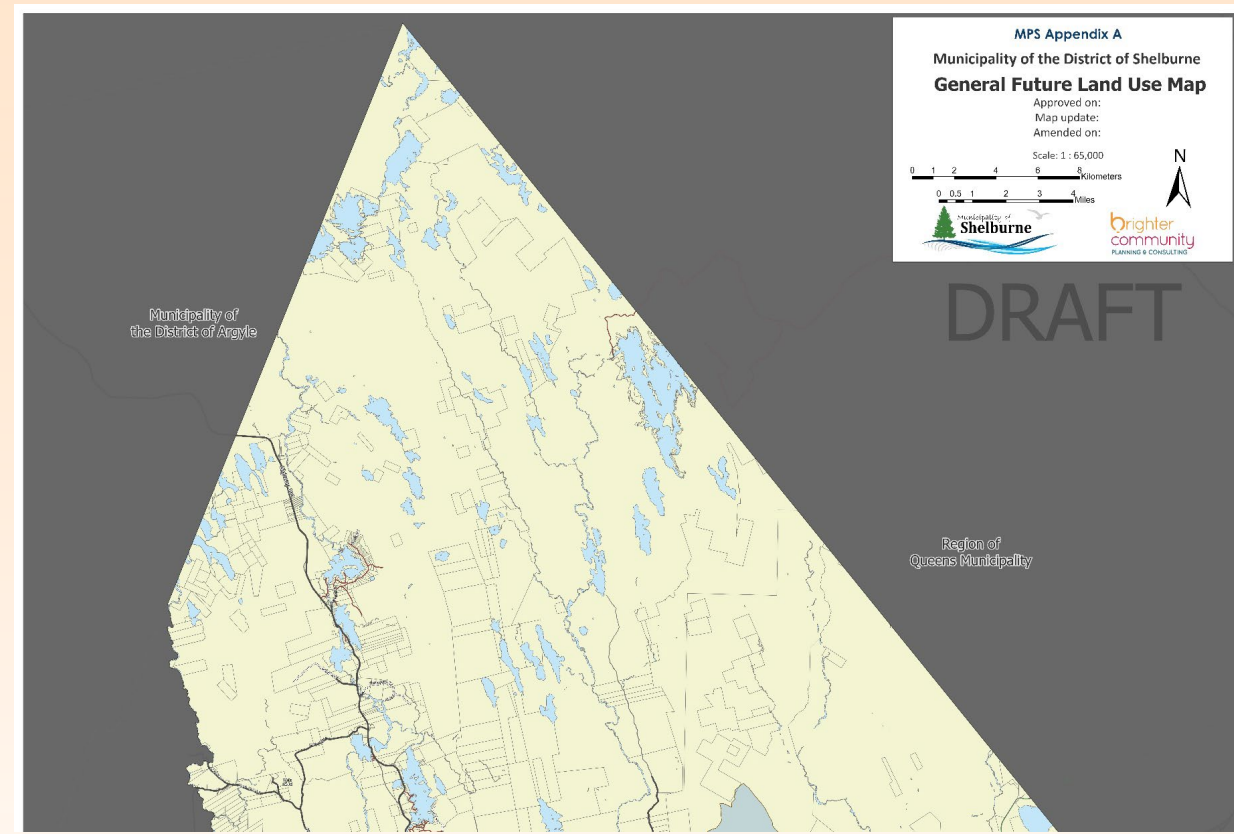 MPS Appendix A
Municipality of the District of Shelburne
General Future Land Use Map
Approved on:
Map update:
Amended on:
Scale: 1 : 65,000
N
0 1 2 4 6 8
Kilometers
0 0.5 1 2 3 4
Miles
Municipality of
Shelburne
brighter
community
PLANNING & CONSULTING
DRAFT
Municipality of
the District of Argyle
Region of
Queens Municipality